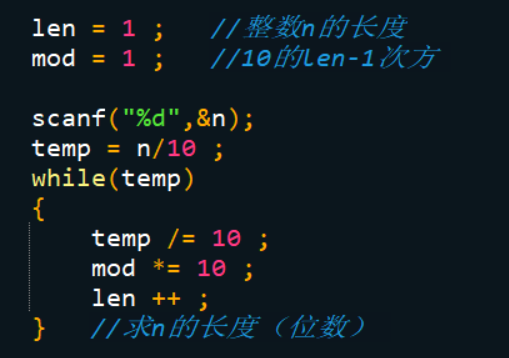 len = 1 ;   //整数n的长度
mod = 1 ;   //10的len-1次方
scanf("%d",&n);
temp = n/10 ;
while(temp)
{
    temp /= 10 ;
    mod *= 10 ;
    len ++ ;
}   //求n的长度（位数）